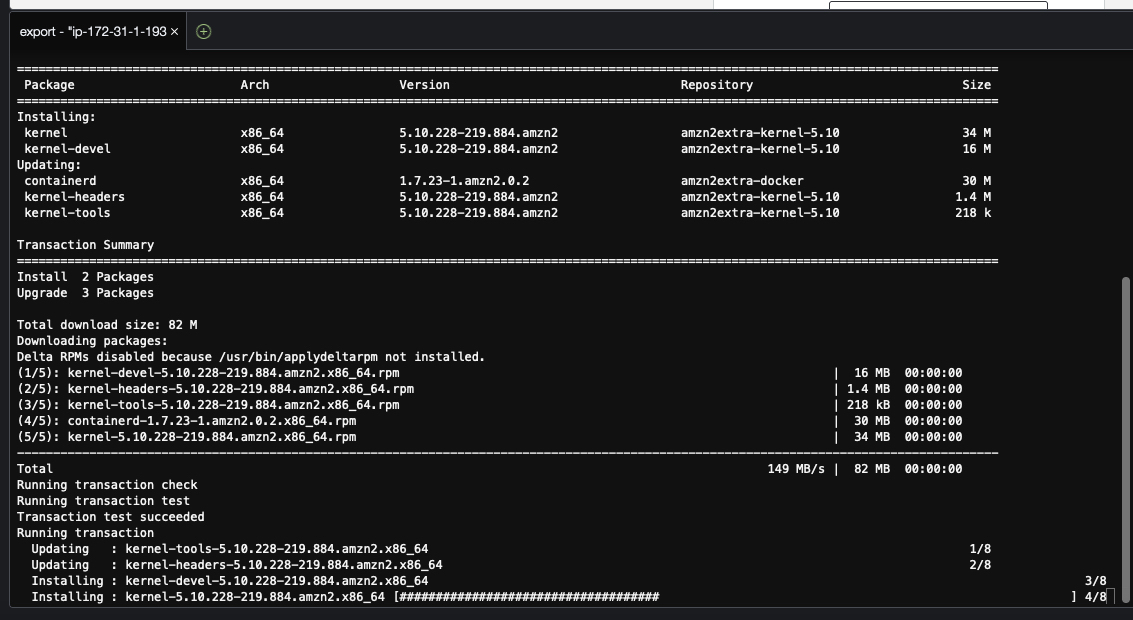 export - "ip-172-31-1-193 ×
================================================================================
Package Arch Version Repository Size
================================================================================
Installing:
kernel x86_64 5.10.228-219.884.amzn2 amzn2extra-kernel-5.10 34 M
kernel-devel x86_64 5.10.228-219.884.amzn2 amzn2extra-kernel-5.10 16 M
Updating:
containerd x86_64 1.7.23-1.amzn2.0.2 amzn2extra-docker 30 M
kernel-headers x86_64 5.10.228-219.884.amzn2 amzn2extra-kernel-5.10 1.4 M
kernel-tools x86_64 5.10.228-219.884.amzn2 amzn2extra-kernel-5.10 218 k
Transaction Summary
================================================================================
Install 2 Packages
Upgrade 3 Packages
Total download size: 82 M
Downloading packages:
Delta RPMs disabled because /usr/bin/applydeltarpm not installed.
(1/5): kernel-devel-5.10.228-219.884.amzn2.x86_64.rpm | 16 MB 00:00:00
(2/5): kernel-headers-5.10.228-219.884.amzn2.x86_64.rpm | 1.4 MB 00:00:00
(3/5): kernel-tools-5.10.228-219.884.amzn2.x86_64.rpm | 218 kB 00:00:00
(4/5): containerd-1.7.23-1.amzn2.0.2.x86_64.rpm | 30 MB 00:00:00
(5/5): kernel-5.10.228-219.884.amzn2.x86_64.rpm | 34 MB 00:00:00
--------------------------------------------------------------------------------
Total 149 MB/s | 82 MB 00:00:00
Running transaction check
Running transaction test
Transaction test succeeded
Running transaction
Updating : kernel-tools-5.10.228-219.884.amzn2.x86_64 1/8
Updating : kernel-headers-5.10.228-219.884.amzn2.x86_64 2/8
Installing : kernel-devel-5.10.228-219.884.amzn2.x86_64 3/8
Installing : kernel-5.10.228-219.884.amzn2.x86_64 [#################################### ] 4/8